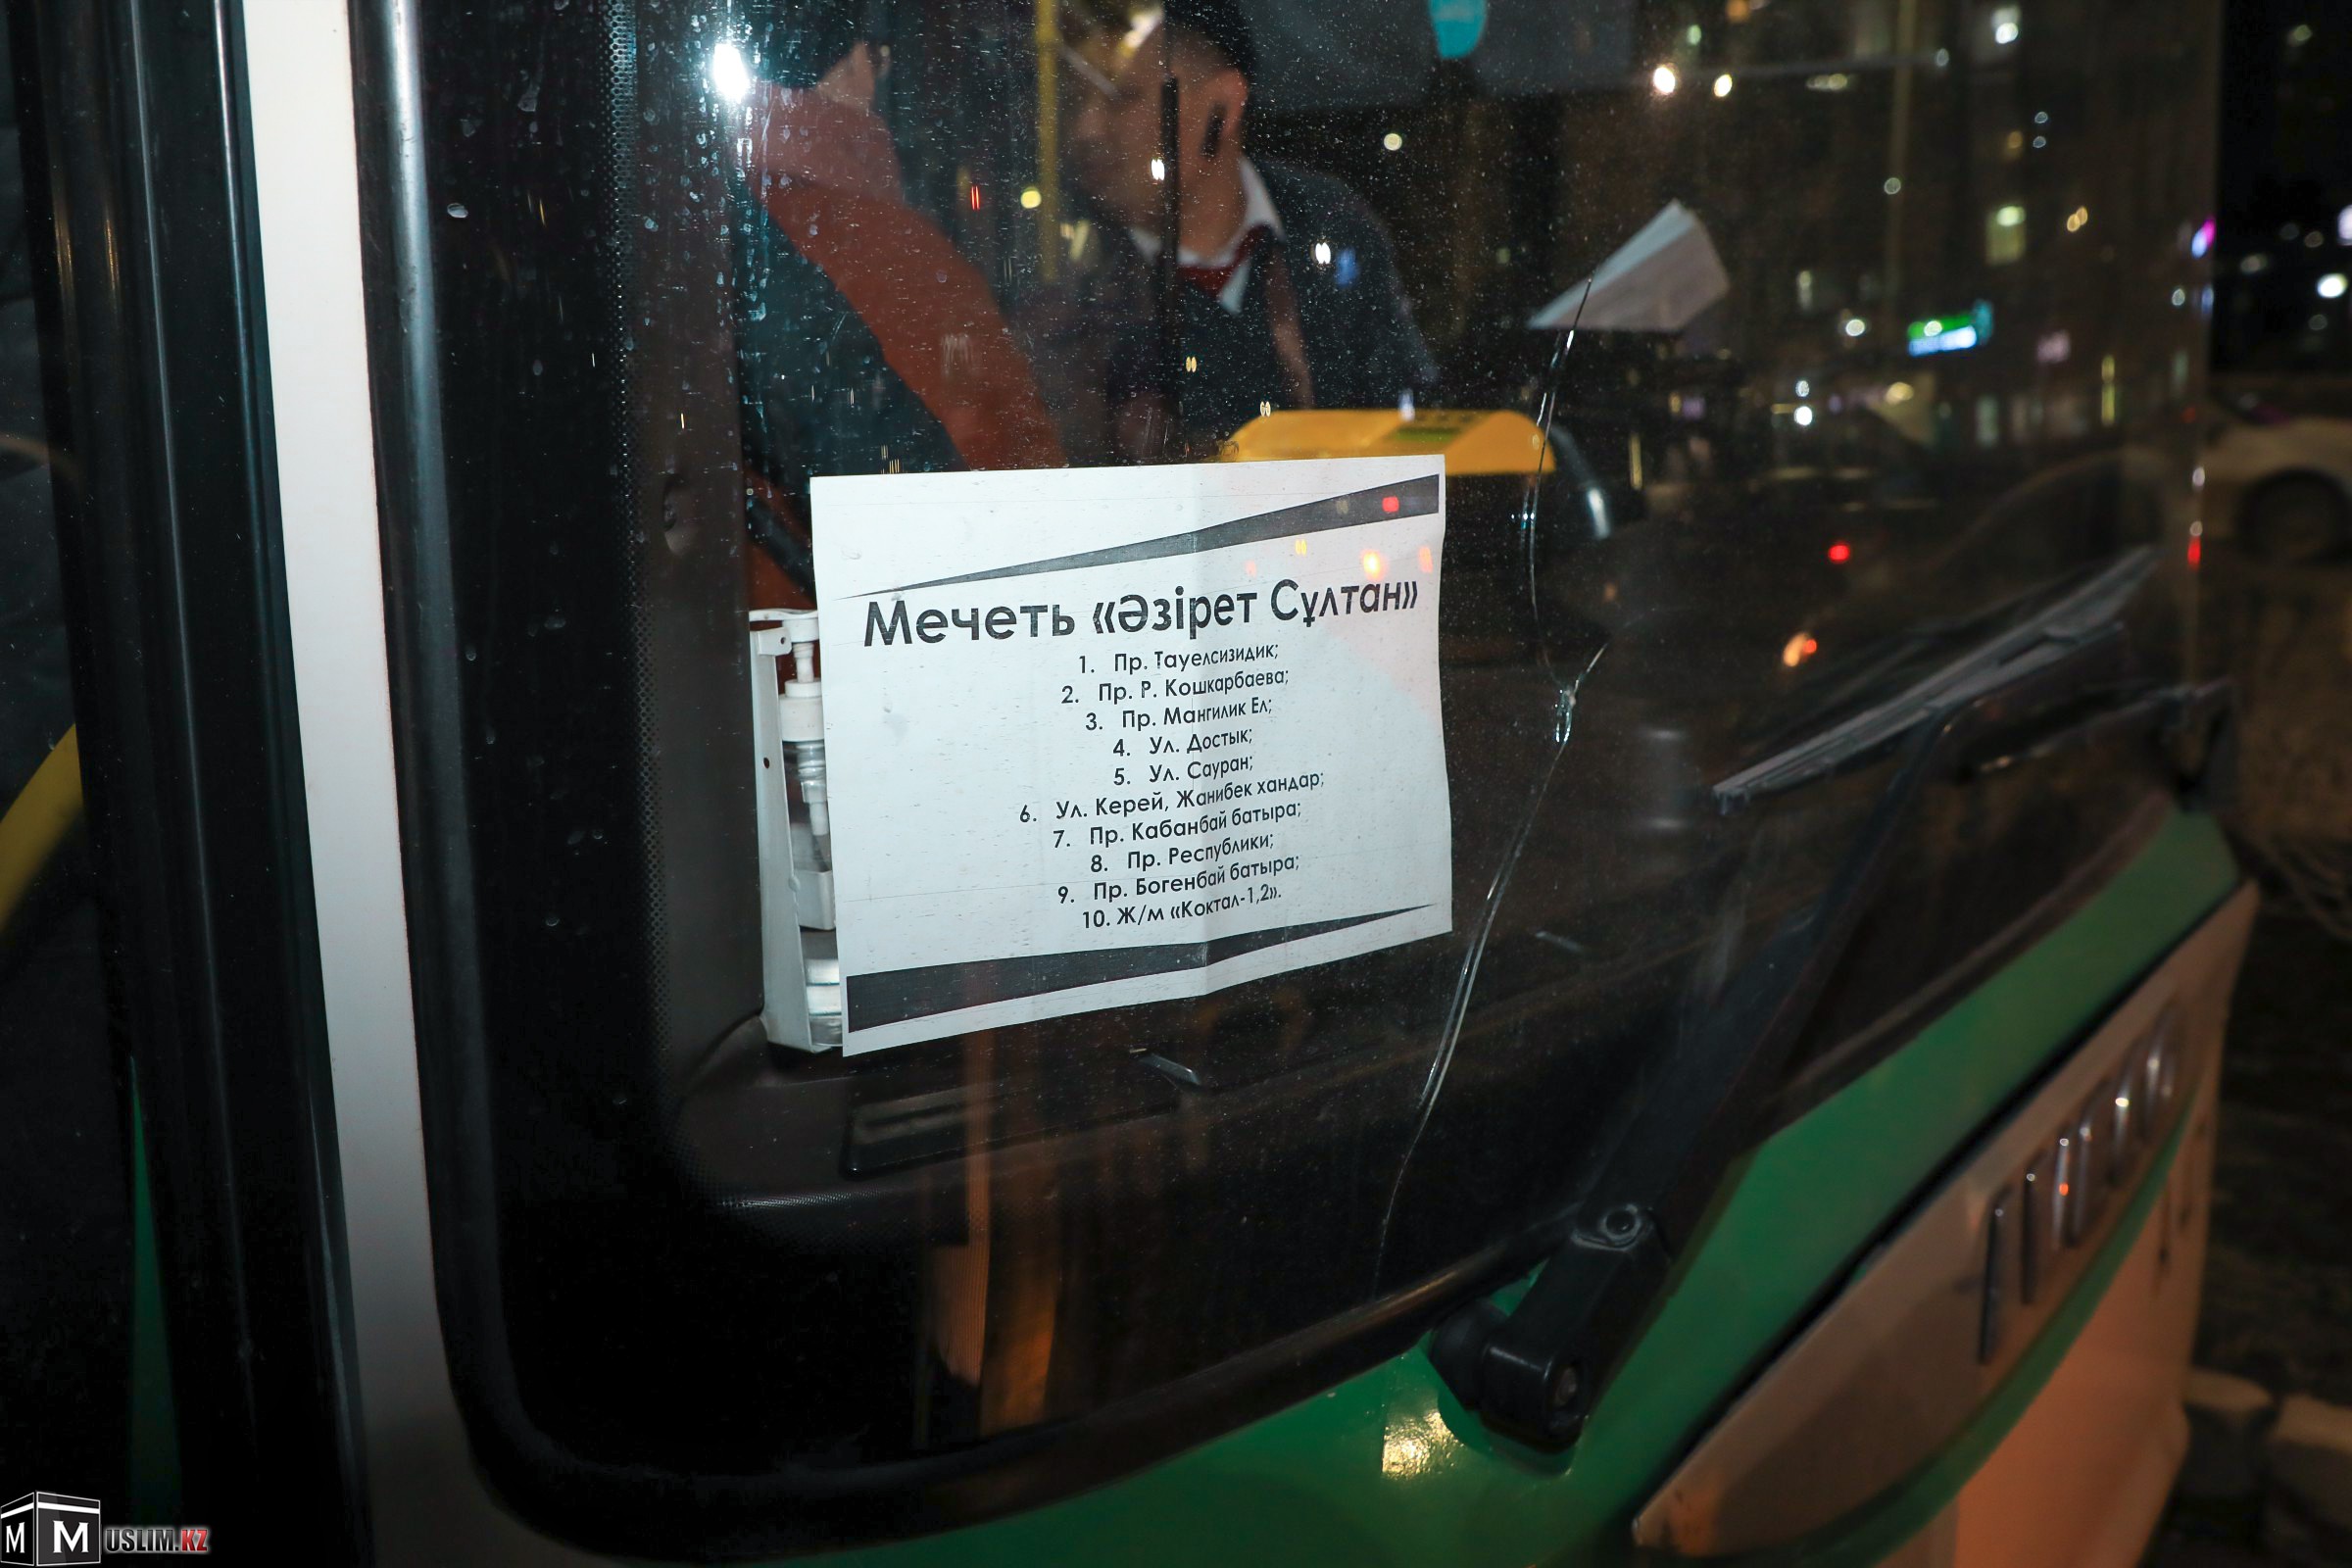 Мечеть «Әзірет Сұлтан»
1. Пр. Тауелсизидик;
2. Пр. Р. Кошкарбаева;
3. Пр. Мангилик Ел;
4. Ул. Достык;
5. Ул. Сауран;
6. Ул. Керей, Жанибек хандар;
7. Пр. Кабанбай батыра;
8. Пр. Республики;
9. Пр. Богенбай батыра;
10. Ж/м «Коктал-1,2».
M MUSLIM.KZ